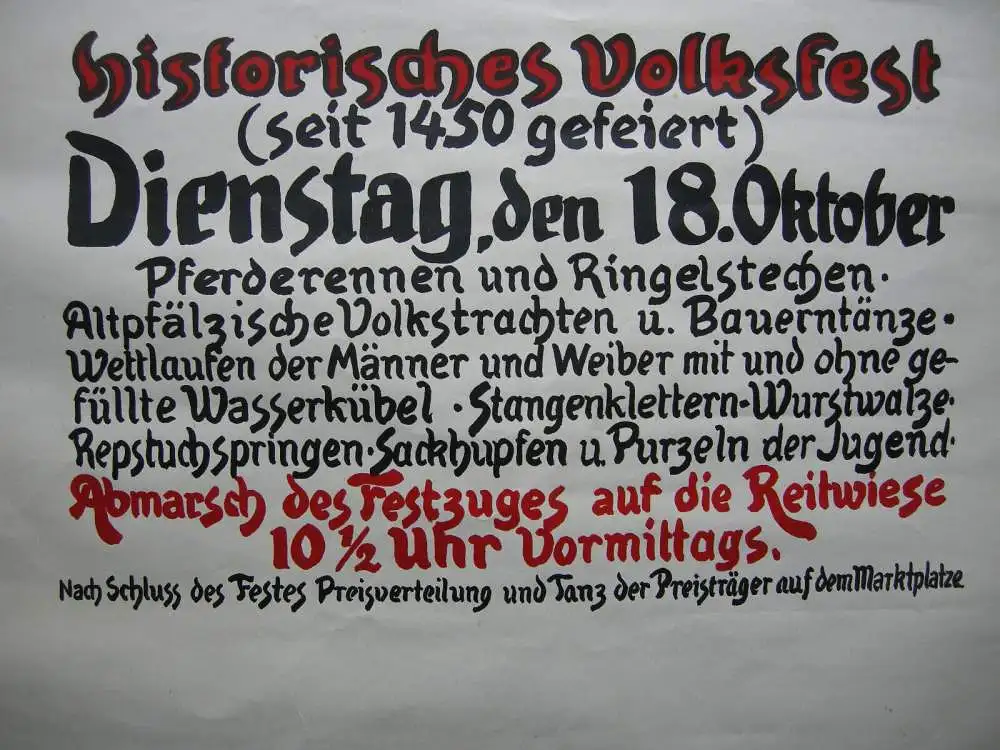 Historisches Volksfest
(seit 1450 gefeiert)
Dienstag, den 18. Oktober
Pferderennen und Ringelstechen ·
Altpfälzische Volkstrachten u. Bauerntänze ·
Wettlaufen der Männer und Weiber mit und ohne ge-
füllte Wasserkübel · Stangenklettern · Wurstwalze ·
Repstuchspringen · Sackhupfen u. Purzeln der Jugend ·
Abmarsch des Festzuges auf die Reitwiese
10 1/2 Uhr Vormittags.
Nach Schluss des Festes Preisverteilung und Tanz der Preisträger auf dem Marktplatze